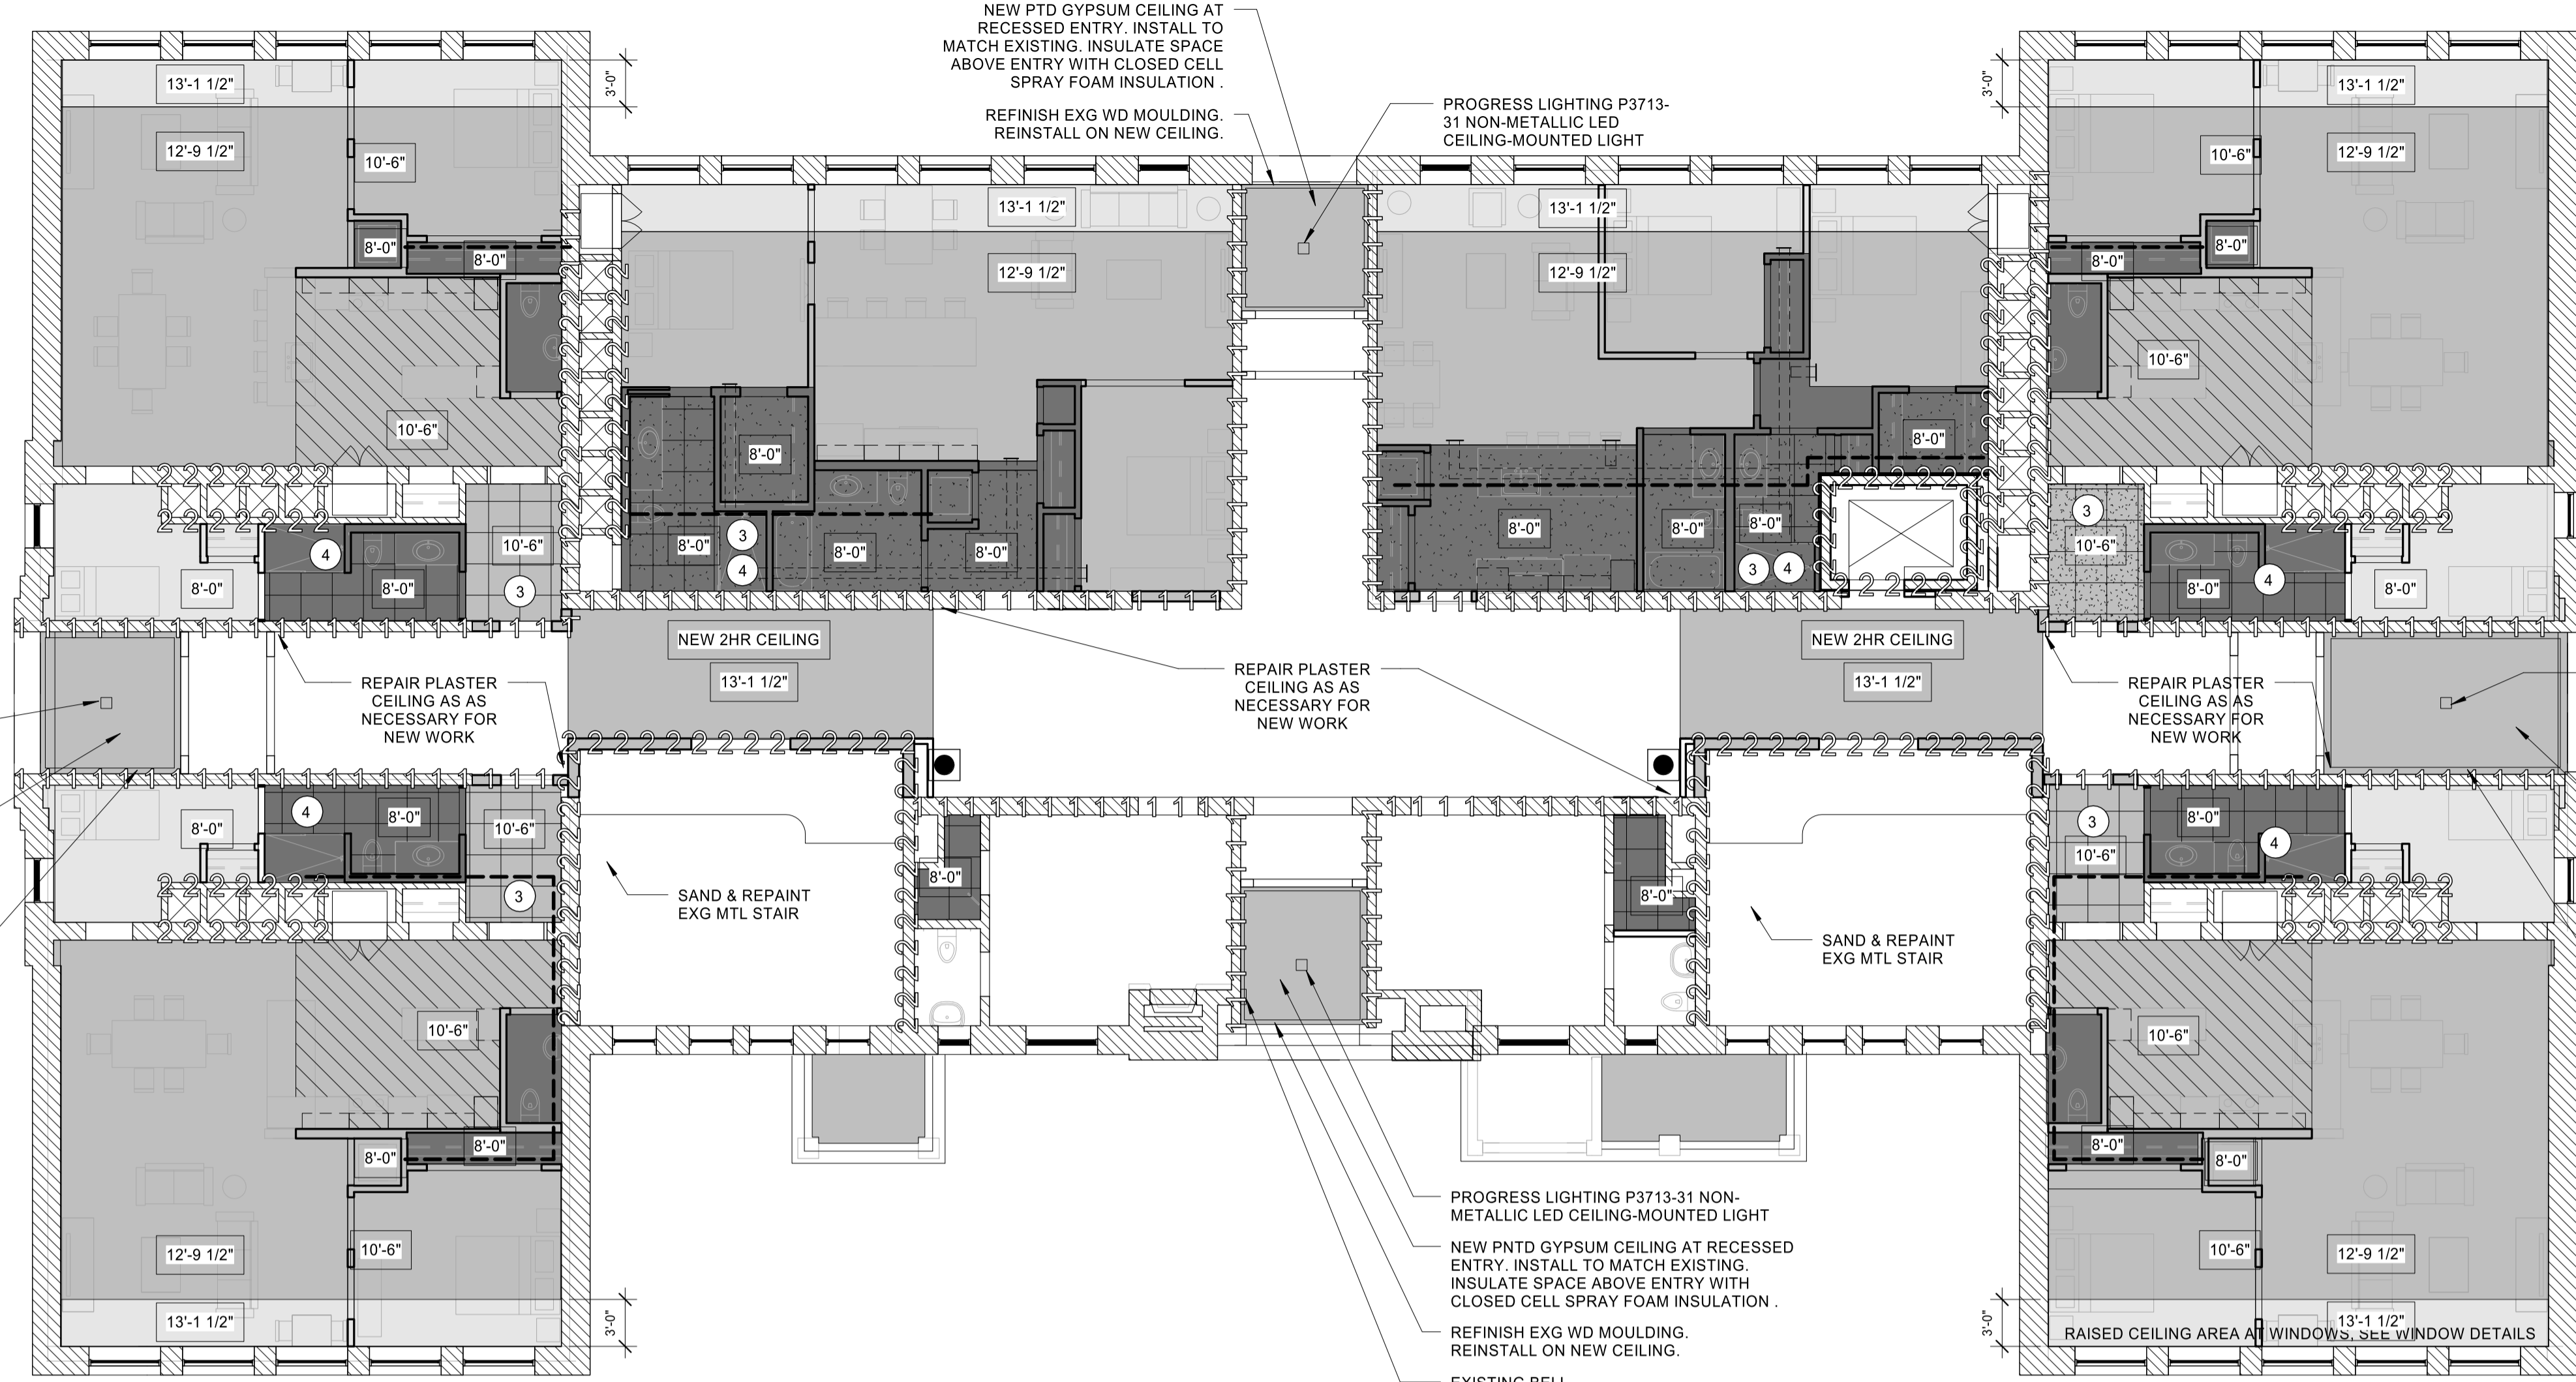 NEW PTD GYPSUM CEILING AT
RECESSED ENTRY. INSTALL TO
MATCH EXISTING. INSULATE SPACE
ABOVE ENTRY WITH CLOSED CELL
SPRAY FOAM INSULATION .
REFINISH EXG WD MOULDING.
REINSTALL ON NEW CEILING.
PROGRESS LIGHTING P3713-
31 NON-METALLIC LED
CEILING-MOUNTED LIGHT
13'-1 1/2"
12'-9 1/2"
10'-6"
3'-0"
8'-0"
8'-0"
10'-6"
13'-1 1/2"
12'-9 1/2"
13'-1 1/2"
12'-9 1/2"
3'-0"
13'-1 1/2"
10'-6"
12'-9 1/2"
8'-0"
8'-0"
10'-6"
8'-0"
8'-0"
3
4
8'-0"
8'-0"
8'-0"
8'-0"
8'-0"
3
4
8'-0"
8'-0"
4
8'-0"
10'-6"
3
3
10'-6"
8'-0"
4
8'-0"
NEW 2HR CEILING
13'-1 1/2"
NEW 2HR CEILING
13'-1 1/2"
REPAIR PLASTER
CEILING AS AS
NECESSARY FOR
NEW WORK
REPAIR PLASTER
CEILING AS AS
NECESSARY FOR
NEW WORK
REPAIR PLASTER
CEILING AS AS
NECESSARY FOR
NEW WORK
8'-0"
4
8'-0"
10'-6"
3
SAND & REPAINT
EXG MTL STAIR
8'-0"
8'-0"
SAND & REPAINT
EXG MTL STAIR
3
10'-6"
8'-0"
4
10'-6"
8'-0"
8'-0"
12'-9 1/2"
10'-6"
13'-1 1/2"
3'-0"
10'-6"
8'-0"
8'-0"
10'-6"
12'-9 1/2"
3'-0"
13'-1 1/2"
RAISED CEILING AREA AT WINDOWS, SEE WINDOW DETAILS
PROGRESS LIGHTING P3713-31 NON-
METALLIC LED CEILING-MOUNTED LIGHT
NEW PNTD GYPSUM CEILING AT RECESSED
ENTRY. INSTALL TO MATCH EXISTING.
INSULATE SPACE ABOVE ENTRY WITH
CLOSED CELL SPRAY FOAM INSULATION .
REFINISH EXG WD MOULDING.
REINSTALL ON NEW CEILING.
EXISTING BELL